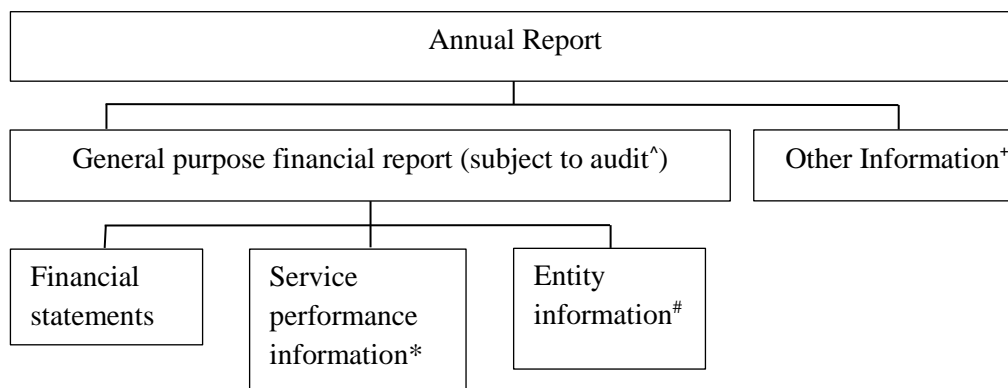 Annual Report
General purpose financial report (subject to audit^)
Other Information+
Financial
statements
Service
performance
information*
Entity
information#